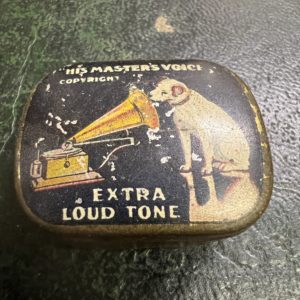 "HIS MASTER'S VOICE
COPYRIGHT
EXTRA
LOUD TONE